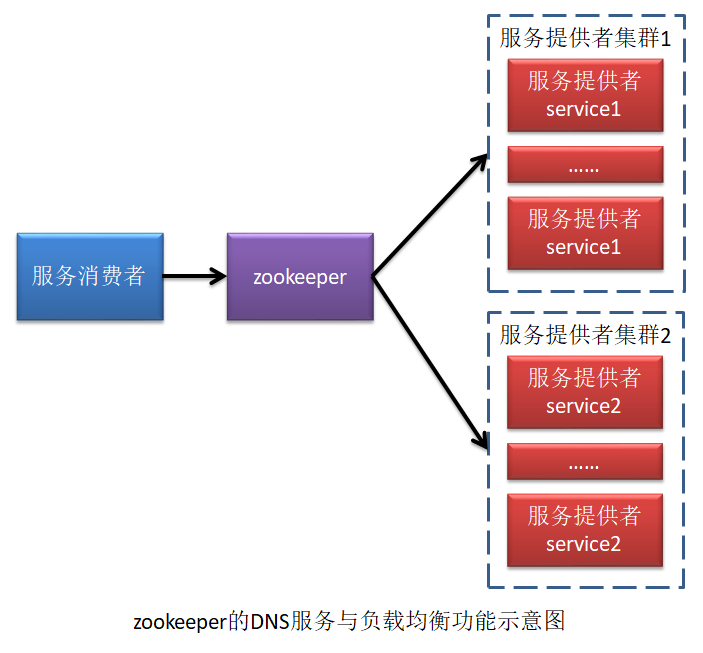 服务提供者集群1
服务提供者
service1
……
服务提供者
service1
服务消费者
zookeeper
服务提供者集群2
服务提供者
service2
……
服务提供者
service2
zookeeper的DNS服务与负载均衡功能示意图